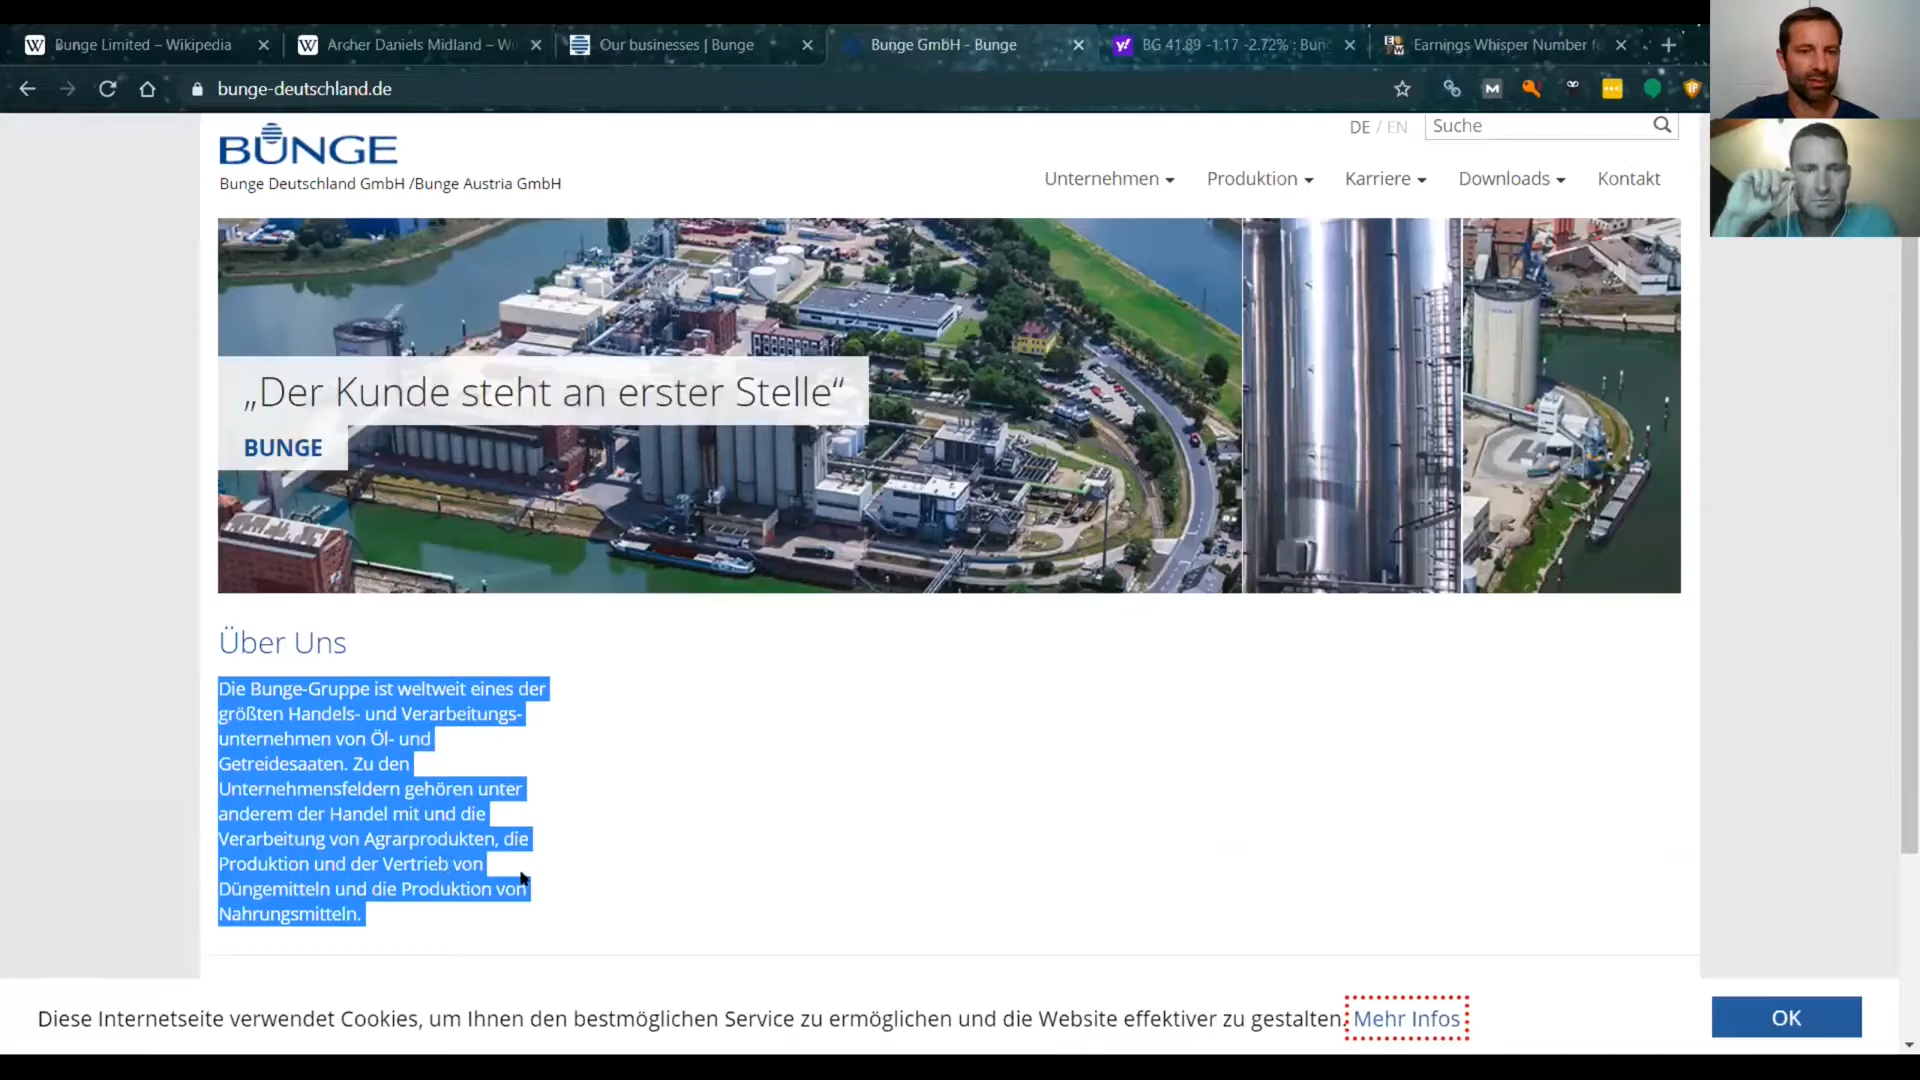 Bunge Limited – Wikipedia
Archer Daniels Midland – W
Our businesses | Bunge
Bunge GmbH - Bunge
BG 41.89 -1.17 -2.72% : Bun
Earnings Whisper Number f
bunge-deutschland.de
BUNGE
Bunge Deutschland GmbH /Bunge Austria GmbH
DE / EN
Suche
Unternehmen
Produktion
Karriere
Downloads
Kontakt
„Der Kunde steht an erster Stelle“
BUNGE
Über Uns
Die Bunge-Gruppe ist weltweit eines der
größten Handels- und Verarbeitungs-
unternehmen von Öl- und
Getreidesaaten. Zu den
Unternehmensfeldern gehören unter
anderem der Handel mit und die
Verarbeitung von Agrarprodukten, die
Produktion und der Vertrieb von
Düngemitteln und die Produktion von
Nahrungsmitteln.
Diese Internetseite verwendet Cookies, um Ihnen den bestmöglichen Service zu ermöglichen und die Website effektiver zu gestalten. Mehr Infos
OK